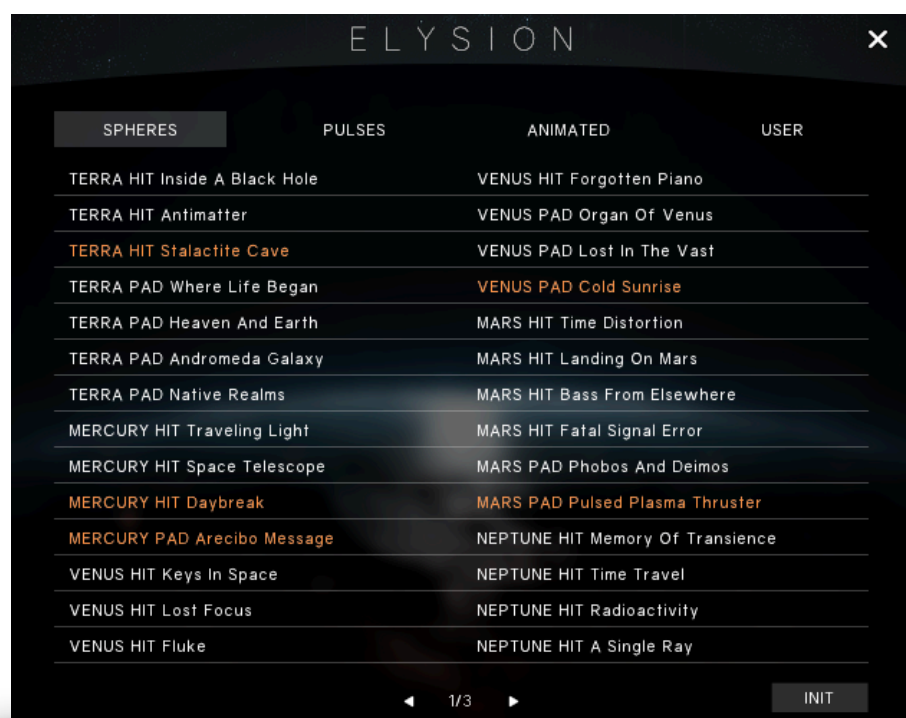 ELYSION
SPHERES
PULSES
ANIMATED
USER
TERRA HIT Inside A Black Hole
TERRA HIT Antimatter
TERRA HIT Stalactite Cave
TERRA PAD Where Life Began
TERRA PAD Heaven And Earth
TERRA PAD Andromeda Galaxy
TERRA PAD Native Realms
MERCURY HIT Traveling Light
MERCURY HIT Space Telescope
MERCURY HIT Daybreak
MERCURY PAD Arecibo Message
VENUS HIT Keys In Space
VENUS HIT Lost Focus
VENUS HIT Fluke
VENUS HIT Forgotten Piano
VENUS PAD Organ Of Venus
VENUS PAD Lost In The Vast
VENUS PAD Cold Sunrise
MARS HIT Time Distortion
MARS HIT Landing On Mars
MARS HIT Bass From Elsewhere
MARS HIT Fatal Signal Error
MARS PAD Phobos And Deimos
MARS PAD Pulsed Plasma Thruster
NEPTUNE HIT Memory Of Transience
NEPTUNE HIT Time Travel
NEPTUNE HIT Radioactivity
NEPTUNE HIT A Single Ray
1/3
INIT